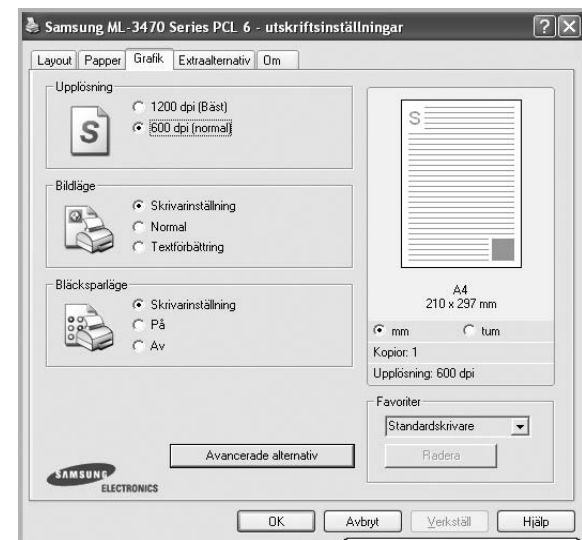 Samsung ML-3470 Series PCL 6 - utskriftsinställningar
Layout Papper Grafik Extraalternativ Om
Upplösning
1200 dpi (Bäst)
600 dpi (normal)
S
Bildläge
Skrivarinställning
Normal
Textförbättring
Bläcksparläge
Skrivarinställning
På
Av
Avancerade alternativ
SAMSUNG
ELECTRONICS
S
A4
210 x 297 mm
mm tum
Kopior: 1
Upplösning: 600 dpi
Favoriter
Standardskrivare
Radera
OK Avbryt Verkställ Hjälp